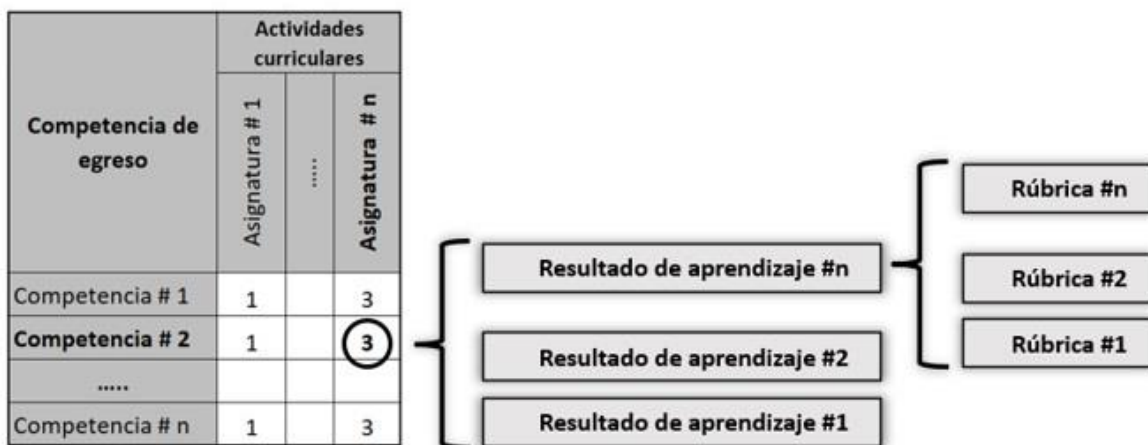 Actividades
curriculares
Competencia de
egreso
Asignatura # 1
.....
Asignatura # n
Competencia # 1 1 3
Competencia # 2 1 3
.....
Competencia # n 1 3
Resultado de aprendizaje #n
Resultado de aprendizaje #2
Resultado de aprendizaje #1
Rúbrica #n
Rúbrica #2
Rúbrica #1